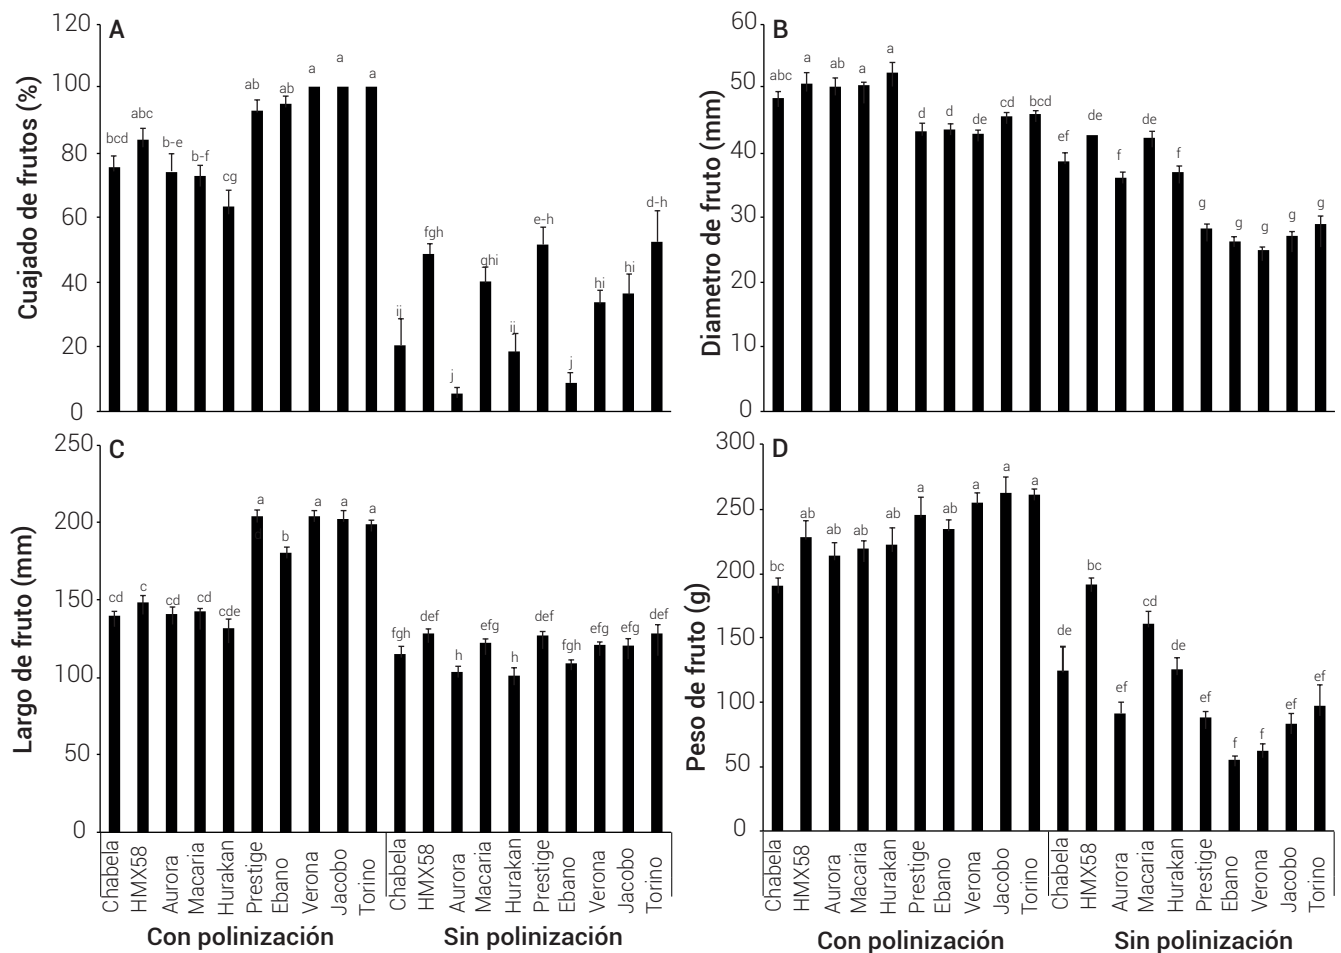 A
Cuajado de frutos (%)
120
100
80
60
40
20
0
bcd abc b-e b-f cg ab ab a a a ij fgh j ghi ij e-h j hi hi d-h
B
Diametro de fruto (mm)
60
50
40
30
20
10
0
abc a ab a a d d de cd bcd ef de f de f g g g g g
C
Largo de fruto (mm)
250
200
150
100
50
0
cd c cd cd cde a b a a a fgh def h efg h def fgh efg efg def
Chabela
HMX58
Aurora
Macaria
Hurakan
Prestige
Ebano
Verona
Jacobo
Torino
Chabela
HMX58
Aurora
Macaria
Hurakan
Prestige
Ebano
Verona
Jacobo
Torino
Con polinización
Sin polinización
D
Peso de fruto (g)
300
250
200
150
100
50
0
bc ab ab ab ab a ab a a a de bc ef cd de ef f f ef ef
Chabela
HMX58
Aurora
Macaria
Hurakan
Prestige
Ebano
Verona
Jacobo
Torino
Chabela
HMX58
Aurora
Macaria
Hurakan
Prestige
Ebano
Verona
Jacobo
Torino
Con polinización
Sin polinización